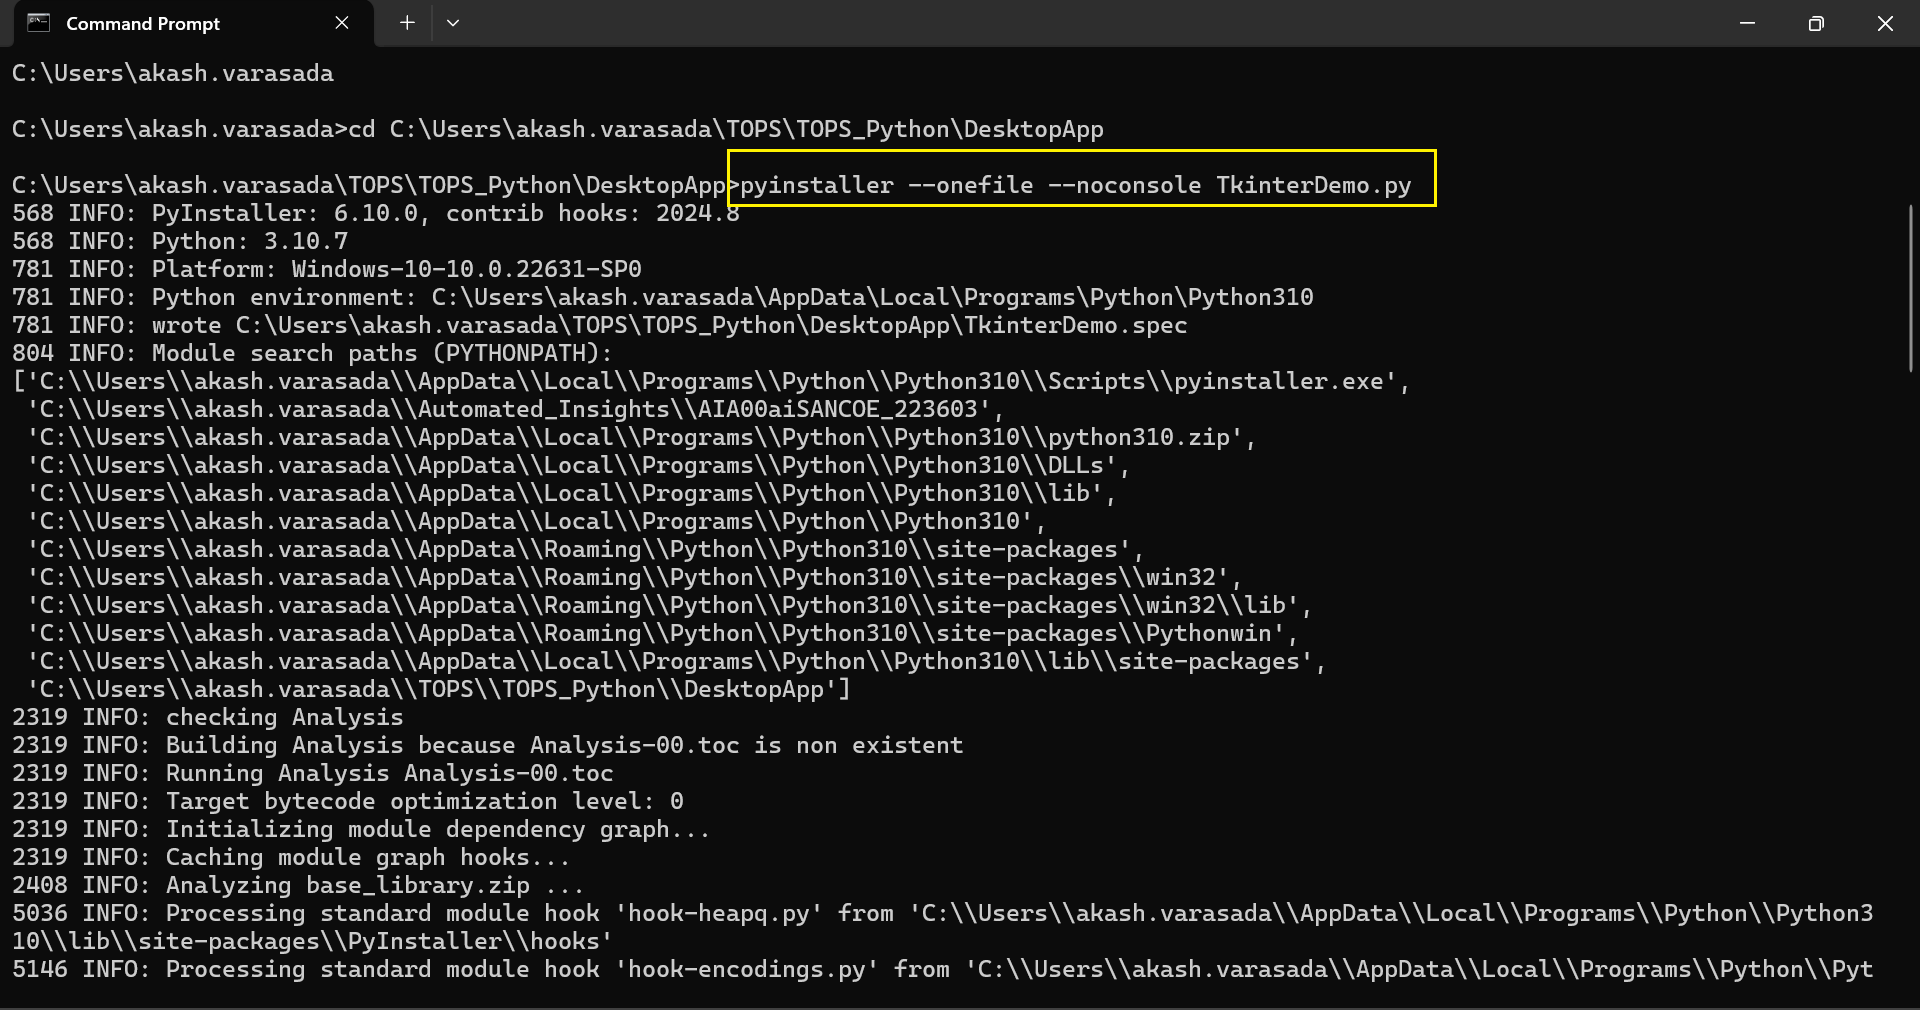 Command Prompt
C:\Users\akash.varasada
C:\Users\akash.varasada>cd C:\Users\akash.varasada\TOPS\TOPS_Python\DesktopApp
C:\Users\akash.varasada\TOPS\TOPS_Python\DesktopApp>pyinstaller --onefile --noconsole TkinterDemo.py
568 INFO: PyInstaller: 6.10.0, contrib hooks: 2024.8
568 INFO: Python: 3.10.7
781 INFO: Platform: Windows-10-10.0.22631-SP0
781 INFO: Python environment: C:\Users\akash.varasada\AppData\Local\Programs\Python\Python310
781 INFO: wrote C:\Users\akash.varasada\TOPS\TOPS_Python\DesktopApp\TkinterDemo.spec
804 INFO: Module search paths (PYTHONPATH):
['C:\\Users\\akash.varasada\\AppData\\Local\\Programs\\Python\\Python310\\Scripts\\pyinstaller.exe',
 'C:\\Users\\akash.varasada\\Automated_Insights\\AIA00aiSANCOE_223603',
 'C:\\Users\\akash.varasada\\AppData\\Local\\Programs\\Python\\Python310\\python310.zip',
 'C:\\Users\\akash.varasada\\AppData\\Local\\Programs\\Python\\Python310\\DLLs',
 'C:\\Users\\akash.varasada\\AppData\\Local\\Programs\\Python\\Python310\\lib',
 'C:\\Users\\akash.varasada\\AppData\\Local\\Programs\\Python\\Python310',
 'C:\\Users\\akash.varasada\\AppData\\Roaming\\Python\\Python310\\site-packages',
 'C:\\Users\\akash.varasada\\AppData\\Roaming\\Python\\Python310\\site-packages\\win32',
 'C:\\Users\\akash.varasada\\AppData\\Roaming\\Python\\Python310\\site-packages\\win32\\lib',
 'C:\\Users\\akash.varasada\\AppData\\Roaming\\Python\\Python310\\site-packages\\Pythonwin',
 'C:\\Users\\akash.varasada\\AppData\\Local\\Programs\\Python\\Python310\\lib\\site-packages',
 'C:\\Users\\akash.varasada\\TOPS\\TOPS_Python\\DesktopApp']
2319 INFO: checking Analysis
2319 INFO: Building Analysis because Analysis-00.toc is non existent
2319 INFO: Running Analysis Analysis-00.toc
2319 INFO: Target bytecode optimization level: 0
2319 INFO: Initializing module dependency graph...
2319 INFO: Caching module graph hooks...
2408 INFO: Analyzing base_library.zip ...
5036 INFO: Processing standard module hook 'hook-heapq.py' from 'C:\\Users\\akash.varasada\\AppData\\Local\\Programs\\Python\\Python3
10\\lib\\site-packages\\PyInstaller\\hooks'
5146 INFO: Processing standard module hook 'hook-encodings.py' from 'C:\\Users\\akash.varasada\\AppData\\Local\\Programs\\Python\\Pyt